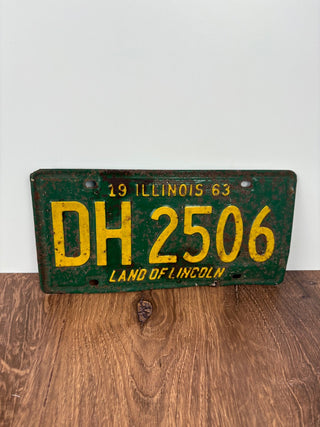 19 ILLINOIS 63
DH 2506
LAND OF LINCOLN